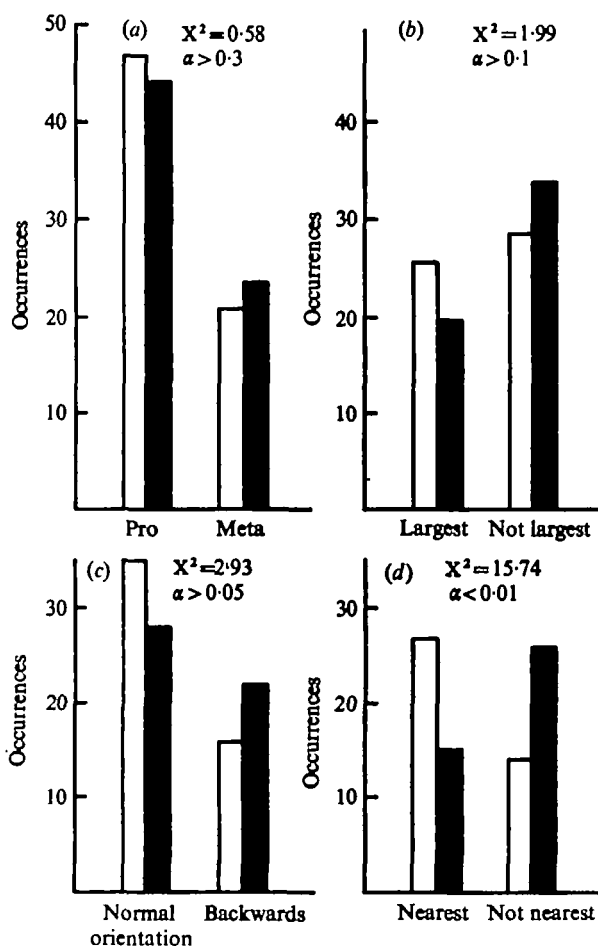 50
(a)
X²=0·58
α>0·3
40
30
20
10
Occurrences
Pro Meta
(b)
X²=1·99
α>0·1
40
30
20
10
Occurrences
Largest Not largest
(c)
X²=2·93
α>0·05
30
20
10
Occurrences
Normal Backwards
orientation
(d)
X²=15·74
α<0·01
30
20
10
Occurrences
Nearest Not nearest